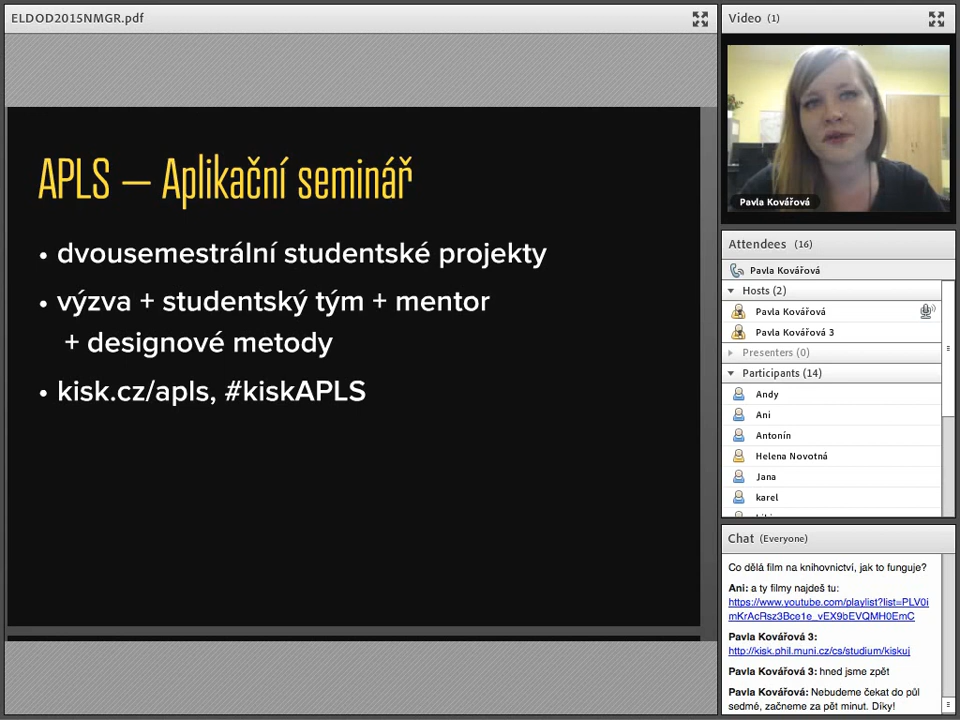 ELDOD2015NMGR.pdf
APLS — Aplikační seminář
• dvousemestrální studentské projekty
• výzva + studentský tým + mentor
+ designové metody
• kisk.cz/apls, #kiskAPLS
Video (1)
Pavla Kovářová
Attendees (16)
Pavla Kovářová
Hosts (2)
Pavla Kovářová
Pavla Kovářová 3
Presenters (0)
Participants (14)
Andy
Ani
Antonín
Helena Novotná
Jana
karel
Chat (Everyone)
Co dělá film na knihovnictví, jak to funguje?
Ani: a ty filmy najdeš tu:
https://www.youtube.com/playlist?list=PLV0i
mKrAcRsz3Bce1e_vEX9bEVQMH0EmC
Pavla Kovářová 3:
http://kisk.phil.muni.cz/cs/studium/kiskuj
Pavla Kovářová 3: hned jsme zpět
Pavla Kovářová: Nebudeme čekat do půl
sedmé, začneme za pět minut. Díky!